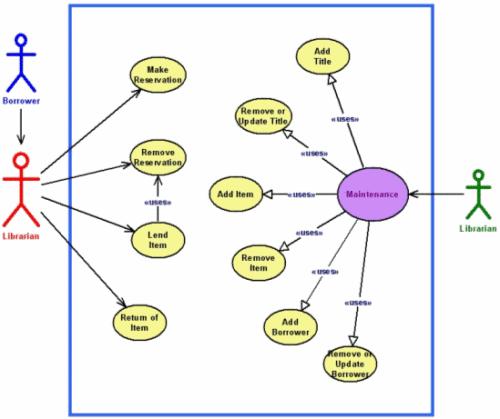 Borrower
Librarian
Make
Reservation
Remove
Reservation
«uses»
Lend
Item
Return of
Item
Add
Title
«uses»
Remove or
Update Title
«uses»
Add Item
«uses»
Maintenance
Remove
Item
«uses»
«uses»
Add
Borrower
«uses»
Remove or
Update
Borrower
Librarian